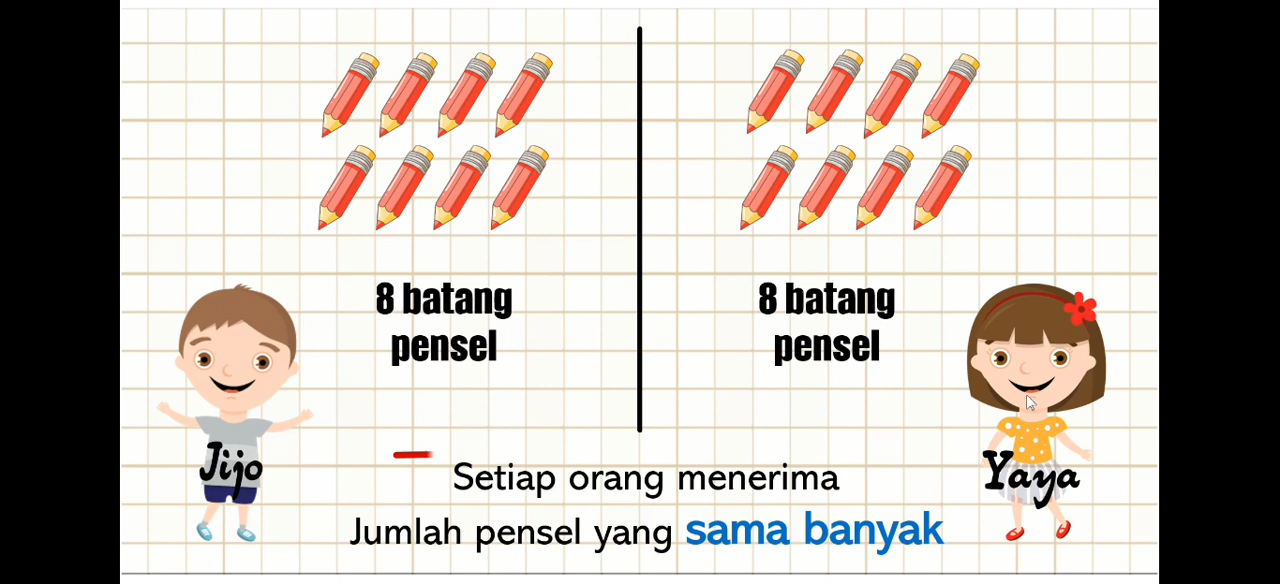 8 batang
pensel
8 batang
pensel
Jijo
Yaya
Setiap orang menerima
Jumlah pensel yang sama banyak